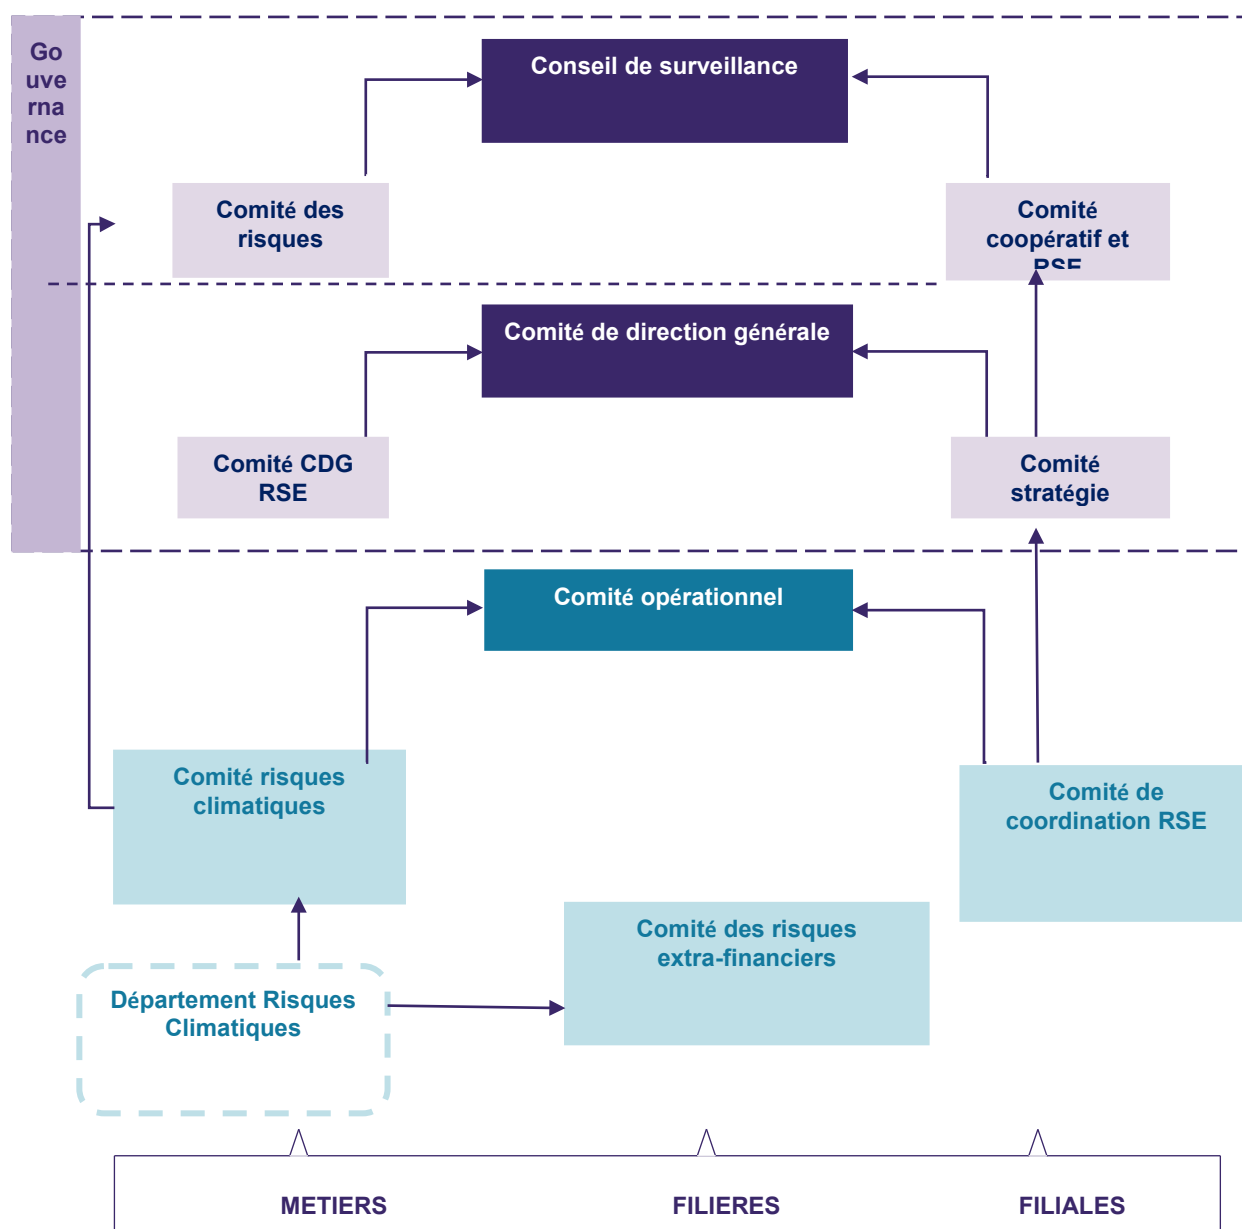 Go
uve
rna
nce
Conseil de surveillance
Comité des
risques
Comité
coopératif et
RSE
Comité de direction générale
Comité CDG
RSE
Comité
stratégie
Comité opérationnel
Comité risques
climatiques
Comité de
coordination RSE
Comité des risques
extra-financiers
Département Risques
Climatiques
METIERS
FILIERES
FILIALES